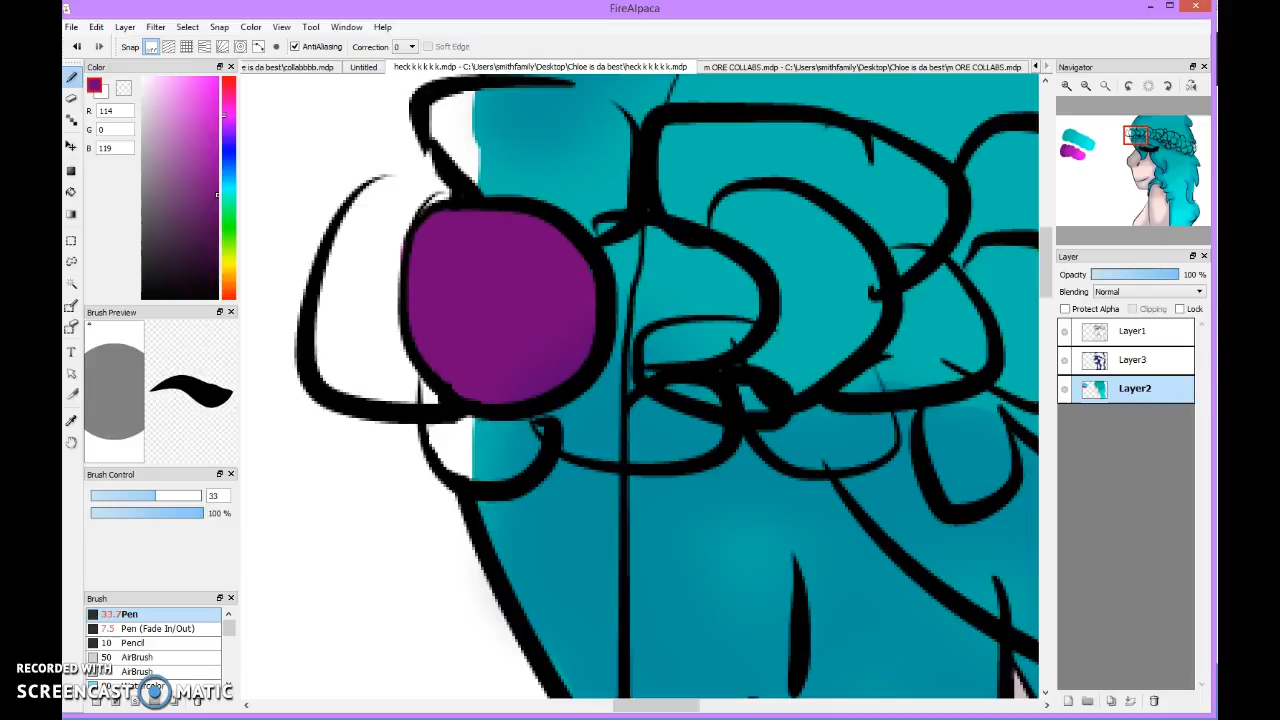 FireAlpaca
File Edit Layer Filter Select Snap Color View Tool Window Help
Snap off AntiAliasing Correction 0 Soft Edge
Color
e is da best\collabbbb.mdp Untitled heck k k k k k.mdp - C:\Users\smithfamily\Desktop\Chloe is da best\heck k k k k k.mdp m ORE COLLABS.mdp - C:\Users\smithfamily\Desktop\Chloe is da best\m ORE COLLABS.mdp
Navigator
R 114
G 0
B 119
Layer
Opacity 100 %
Blending Normal
Protect Alpha Clipping Lock
Layer1
Layer3
Layer2
Brush Preview
Brush Control
33
100 %
Brush
33.7 Pen
7.5 Pen (Fade In/Out)
10 Pencil
50 AirBrush
AirBrush
RECORDED WITH
SCREENCAST MATIC